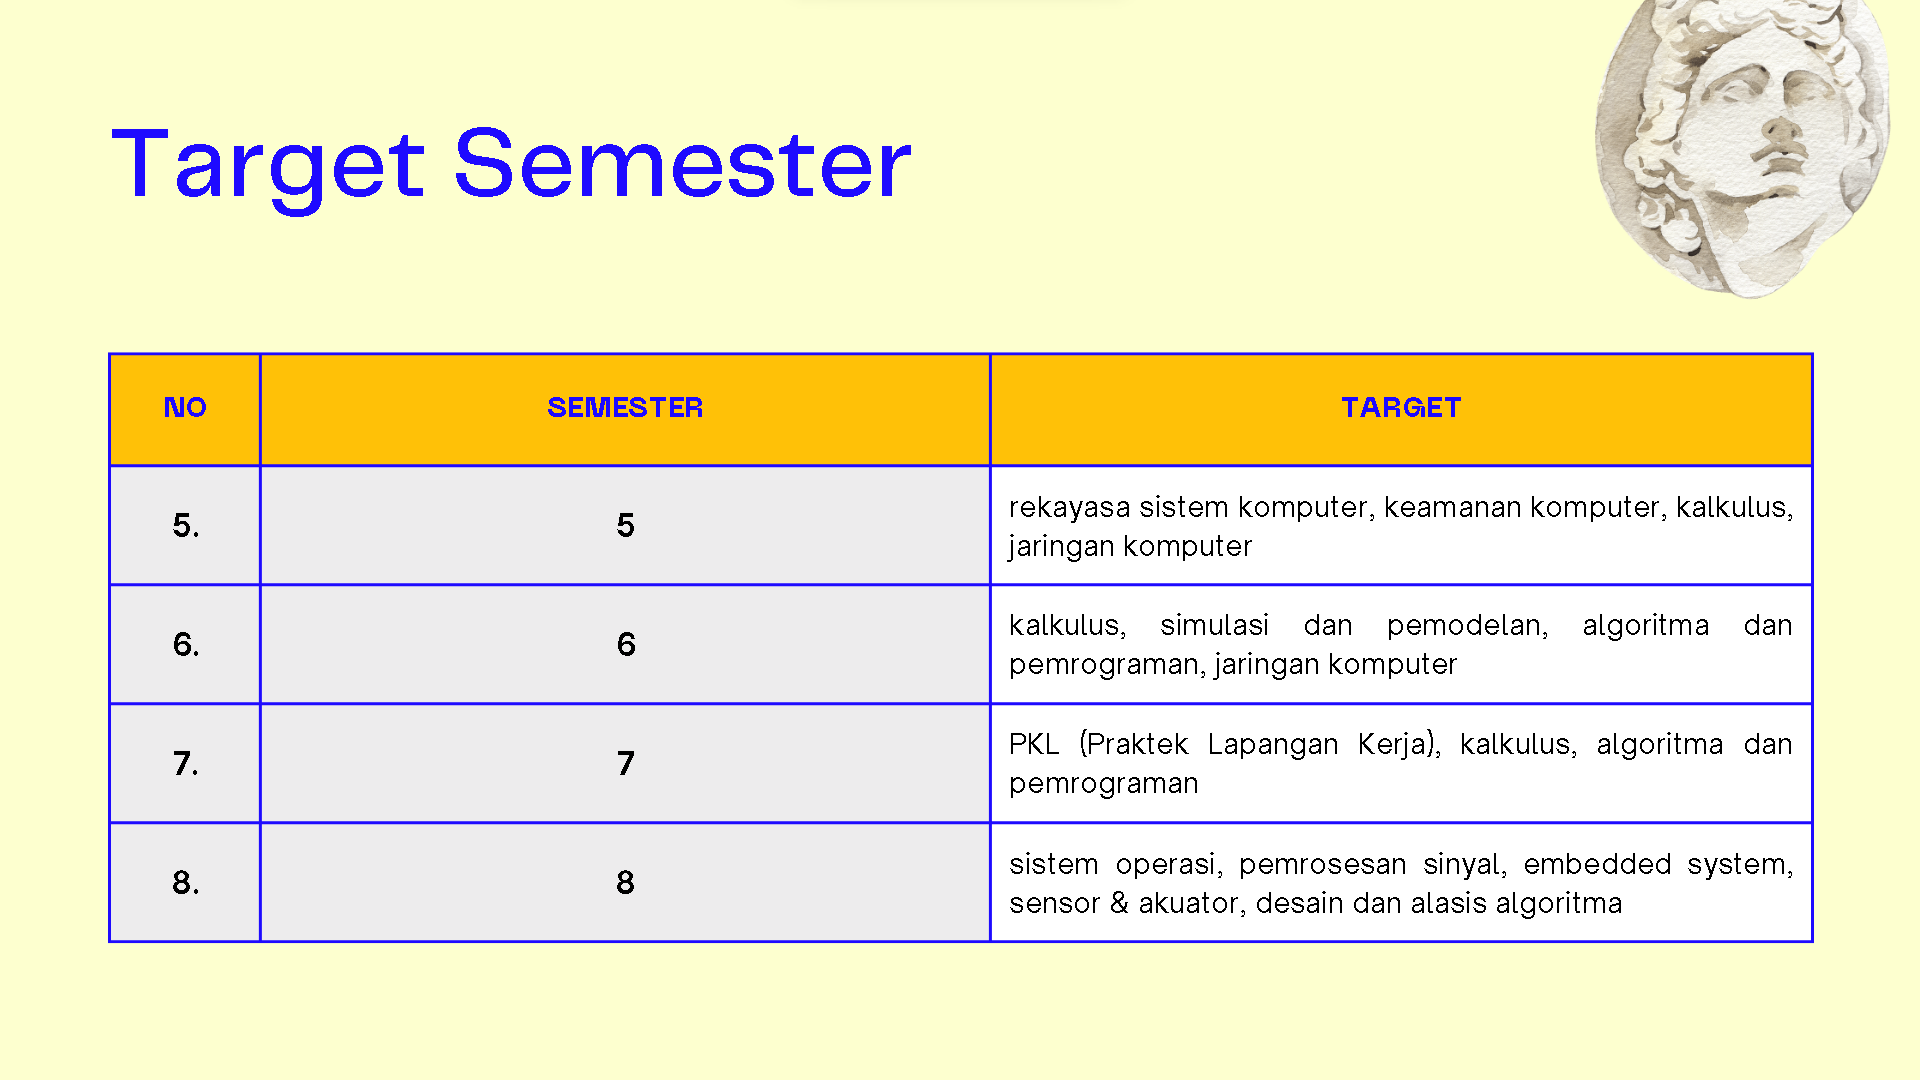 Target Semester
NO SEMESTER TARGET
5. 5 rekayasa sistem komputer, keamanan komputer, kalkulus,
jaringan komputer
6. 6 kalkulus, simulasi dan pemodelan, algoritma dan
pemrograman, jaringan komputer
7. 7 PKL (Praktek Lapangan Kerja), kalkulus, algoritma dan
pemrograman
8. 8 sistem operasi, pemrosesan sinyal, embedded system,
sensor & akuator, desain dan alasis algoritma